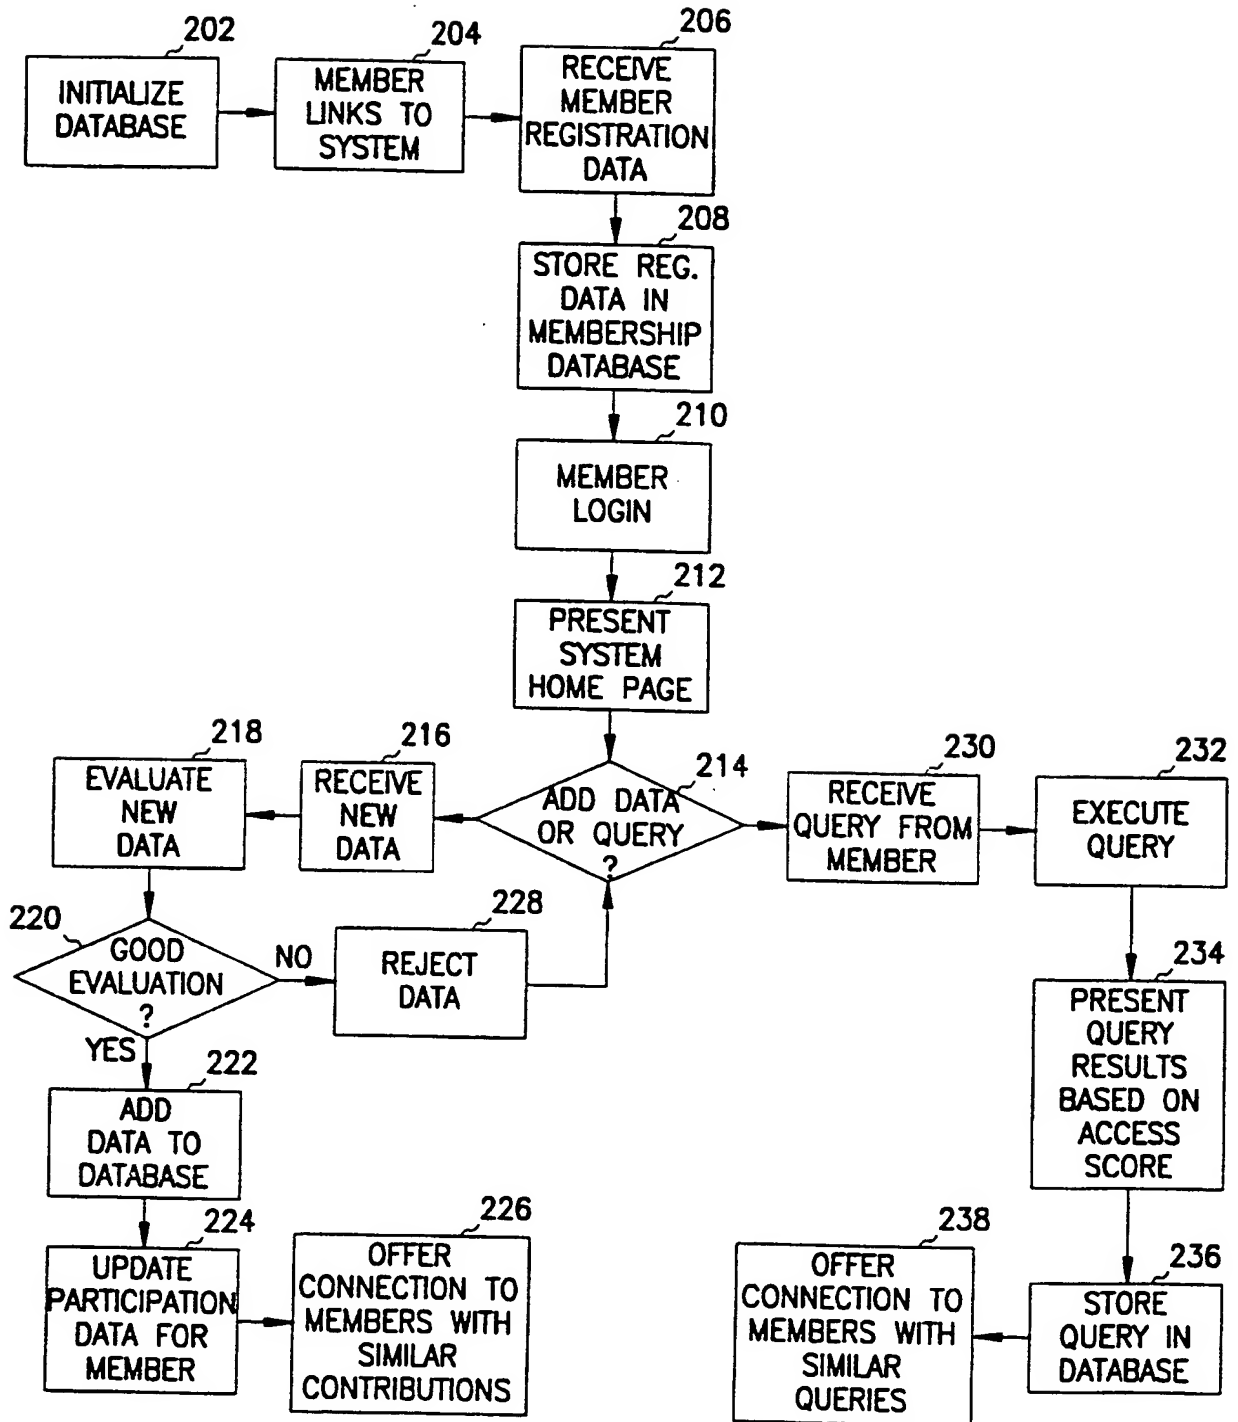 202
INITIALIZE
DATABASE
204
MEMBER
LINKS TO
SYSTEM
206
RECEIVE
MEMBER
REGISTRATION
DATA
208
STORE REG.
DATA IN
MEMBERSHIP
DATABASE
210
MEMBER
LOGIN
212
PRESENT
SYSTEM
HOME PAGE
214
ADD DATA
OR QUERY
?
216
RECEIVE
NEW
DATA
218
EVALUATE
NEW
DATA
220
GOOD
EVALUATION
?
NO
228
REJECT
DATA
YES
222
ADD
DATA TO
DATABASE
224
UPDATE
PARTICIPATION
DATA FOR
MEMBER
226
OFFER
CONNECTION TO
MEMBERS WITH
SIMILAR
CONTRIBUTIONS
230
RECEIVE
QUERY FROM
MEMBER
232
EXECUTE
QUERY
234
PRESENT
QUERY
RESULTS
BASED ON
ACCESS
SCORE
236
STORE
QUERY IN
DATABASE
238
OFFER
CONNECTION TO
MEMBERS WITH
SIMILAR
QUERIES